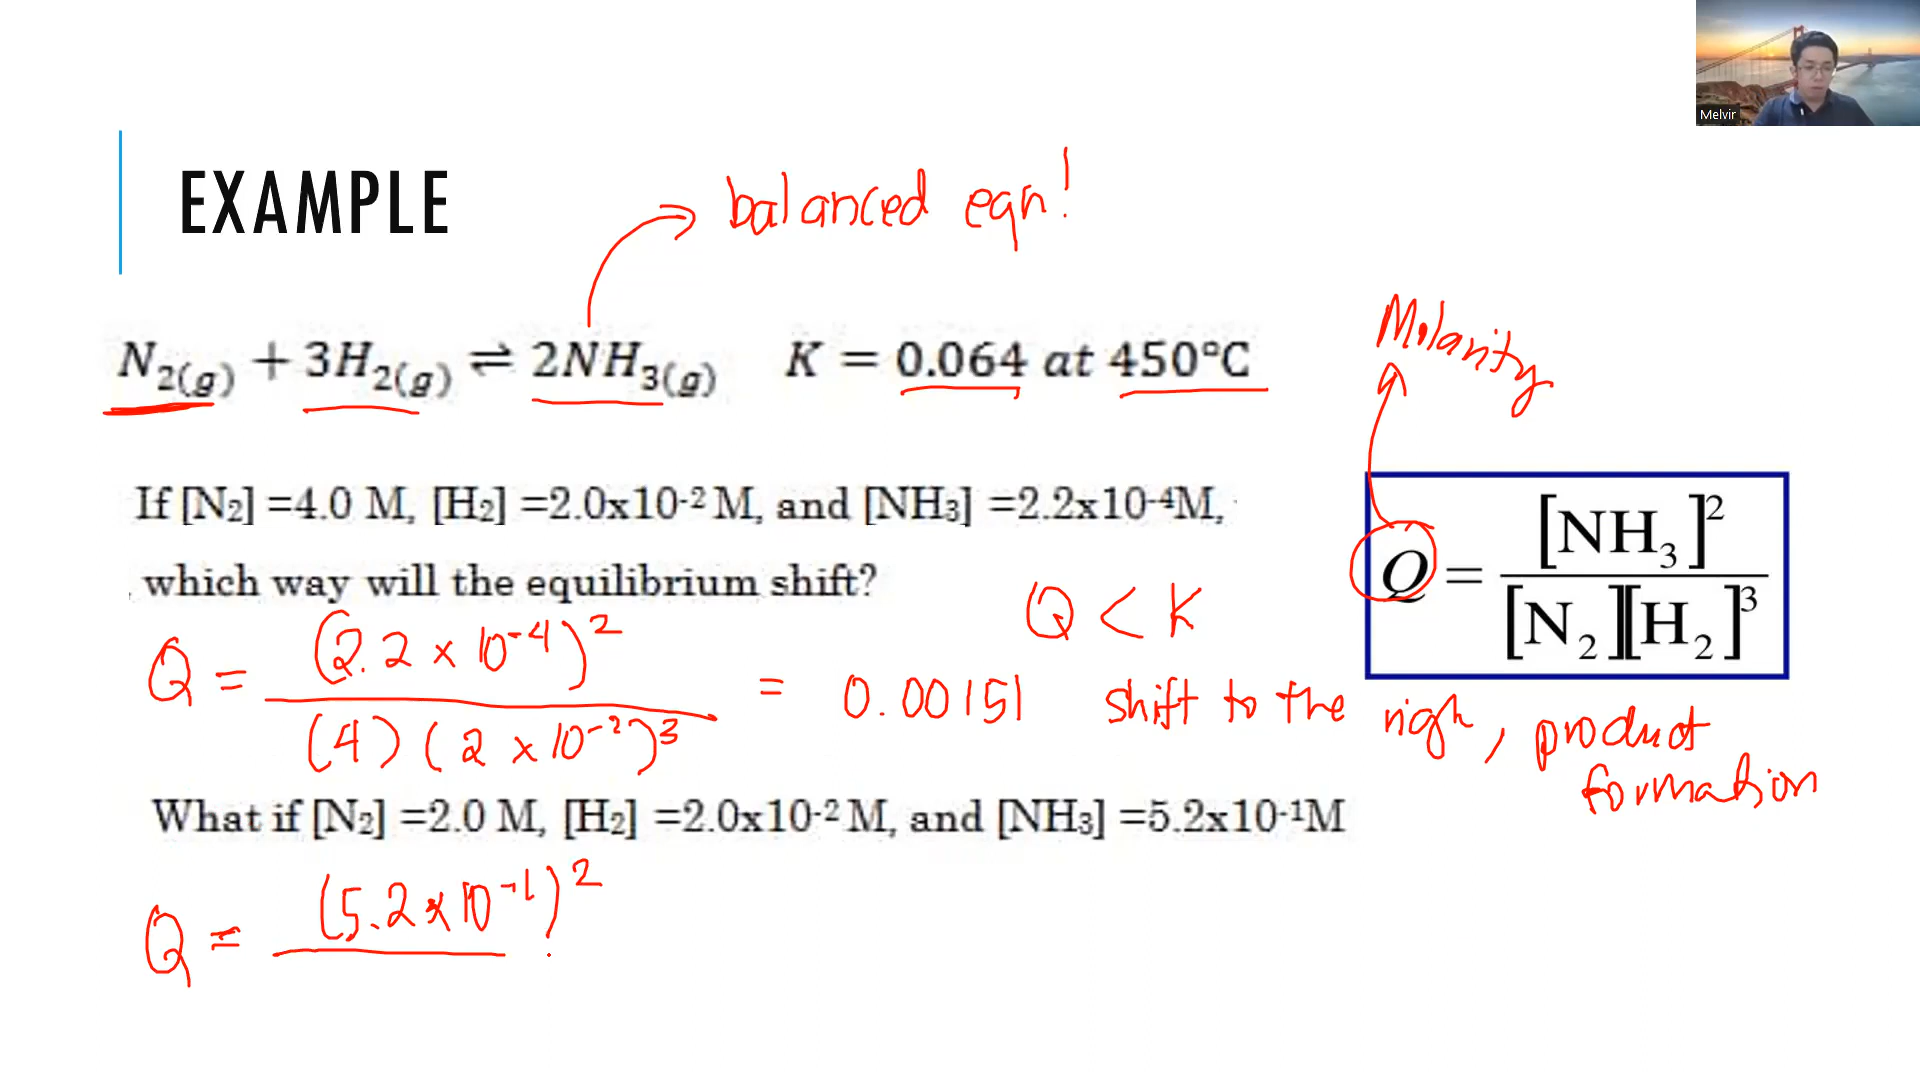 Melvir
balanced eqn!
EXAMPLE
N₂(g) + 3H₂(g) ⇌ 2NH₃(g) K = 0.064 at 450°C
Molarity
If [N₂] =4.0 M, [H₂] =2.0x10⁻² M, and [NH₃] =2.2x10⁻⁴M,
which way will the equilibrium shift?
Q = [NH₃]² / [N₂][H₂]³
Q = (2.2 x 10⁻⁴)² / (4)(2 x 10⁻²)³ = 0.00151
Q < K
shift to the righ, product
formation
What if [N₂] =2.0 M, [H₂] =2.0x10⁻² M, and [NH₃] =5.2x10⁻¹M
Q = (5.2 x 10⁻¹)²